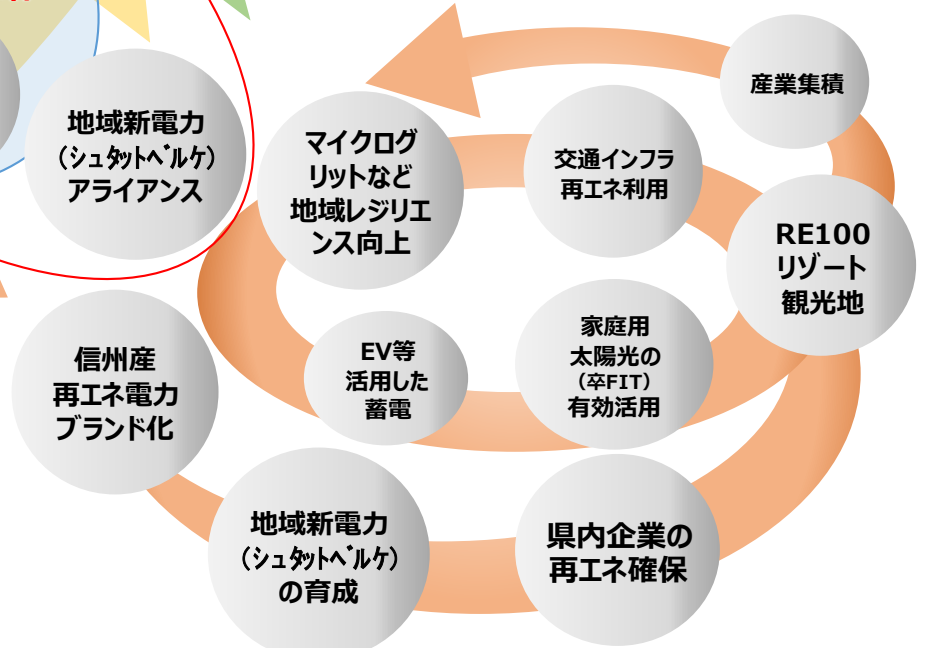 産業集積
地域新電力
（シュタットベルケ）
アライアンス
マイクログ
リットなど
地域レジリエ
ンス向上
交通インフラ
再エネ利用
RE100
リゾート
観光地
信州産
再エネ電力
ブランド化
EV等
活用した
蓄電
家庭用
太陽光の
（卒FIT）
有効活用
地域新電力
（シュタットベルケ）
の育成
県内企業の
再エネ確保